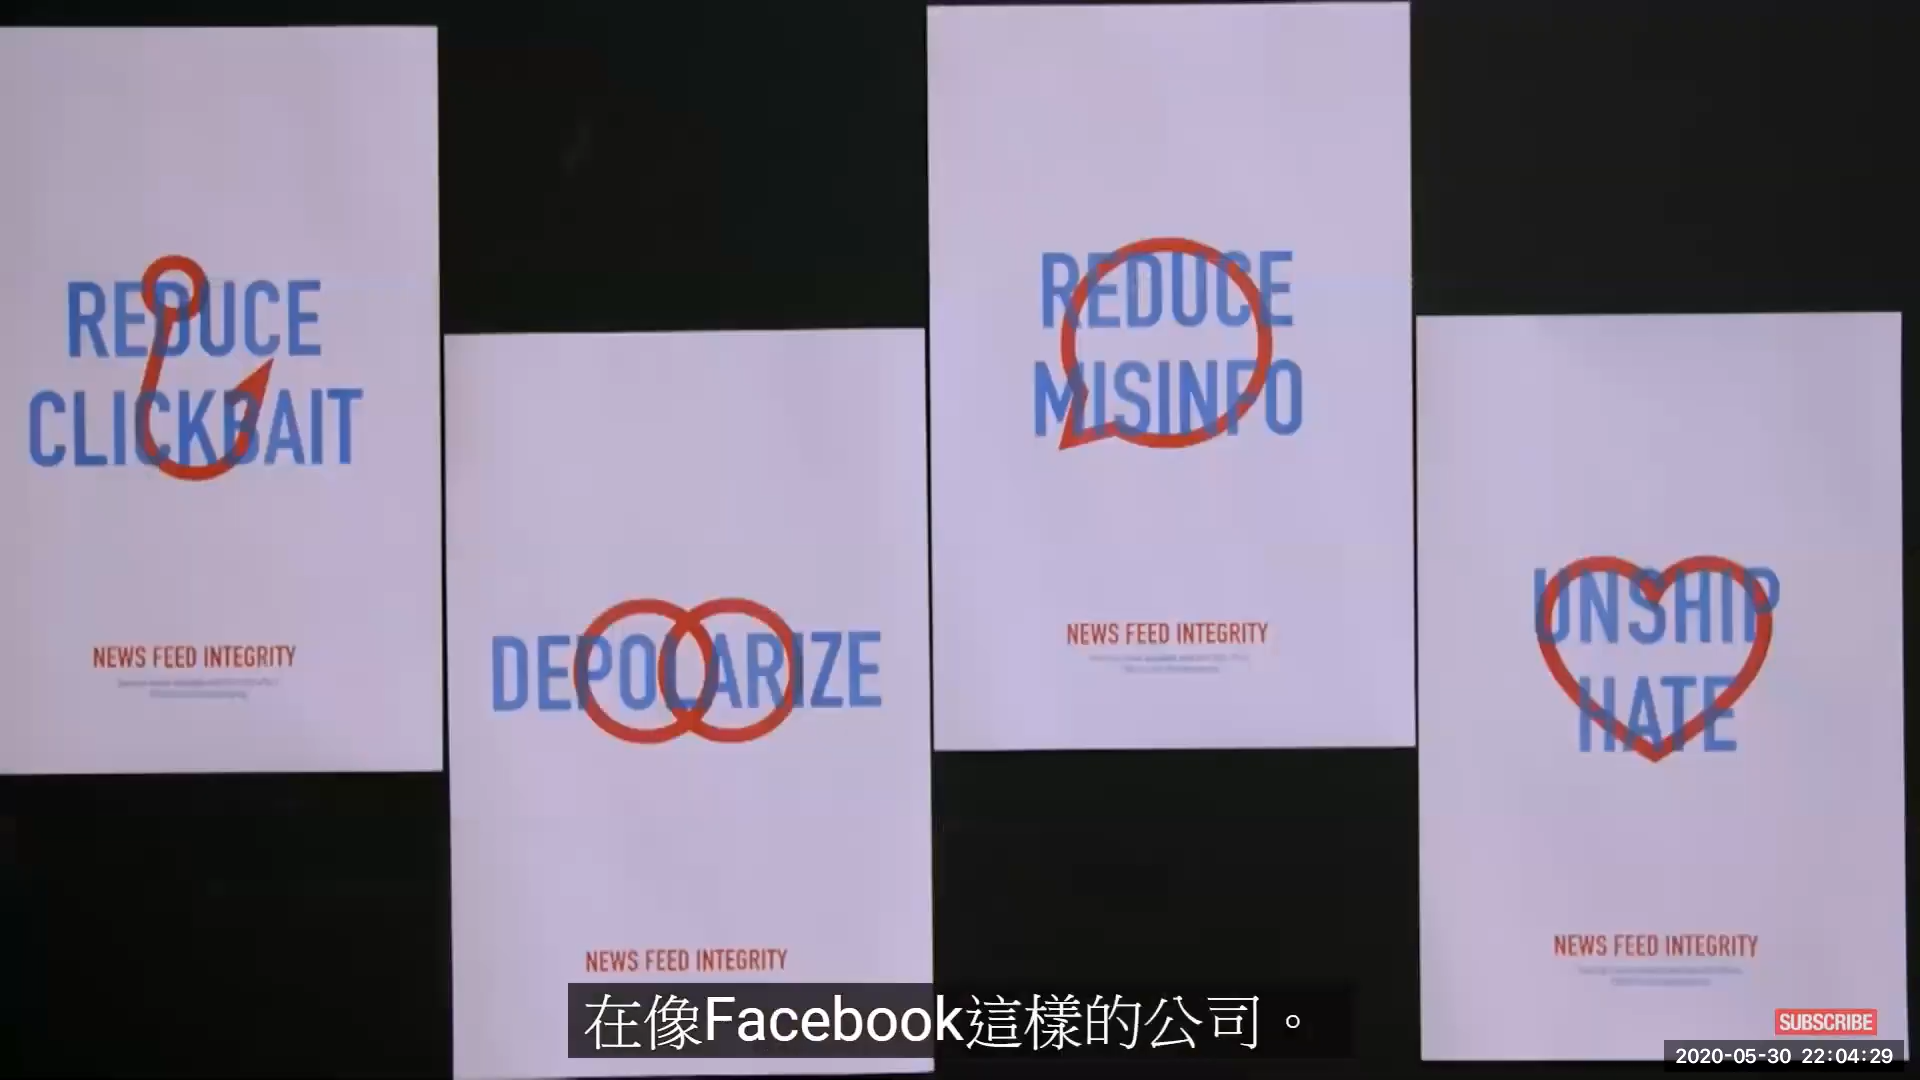 REDUCE
CLICKBAIT
NEWS FEED INTEGRITY
DEPOLARIZE
NEWS FEED INTEGRITY
REDUCE
MISINFO
NEWS FEED INTEGRITY
UNSHIP
HATE
NEWS FEED INTEGRITY
在像Facebook這樣的公司。
SUBSCRIBE
2020-05-30 22:04:29